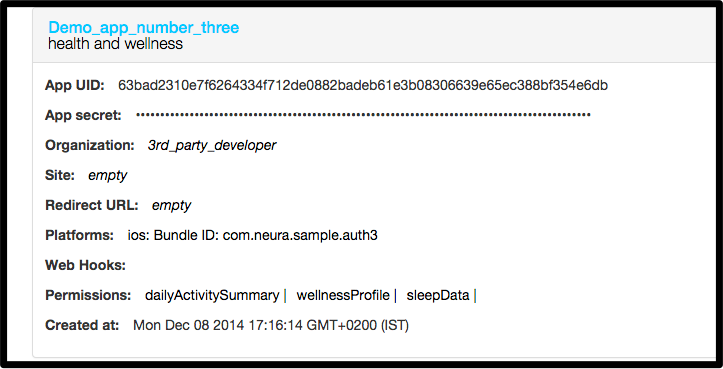 Demo_app_number_three
health and wellness
App UID: 63bad2310e7f6264334f712de0882badeb61e3b08306639e65ec388bf354e6db
App secret: ••••••••••••••••••••••••••••••••••••••••••••••••••••••••••••••••••••••••••••••••••••••••••••
Organization: 3rd_party_developer
Site: empty
Redirect URL: empty
Platforms: ios: Bundle ID: com.neura.sample.auth3
Web Hooks:
Permissions: dailyActivitySummary | wellnessProfile | sleepData |
Created at: Mon Dec 08 2014 17:16:14 GMT+0200 (IST)